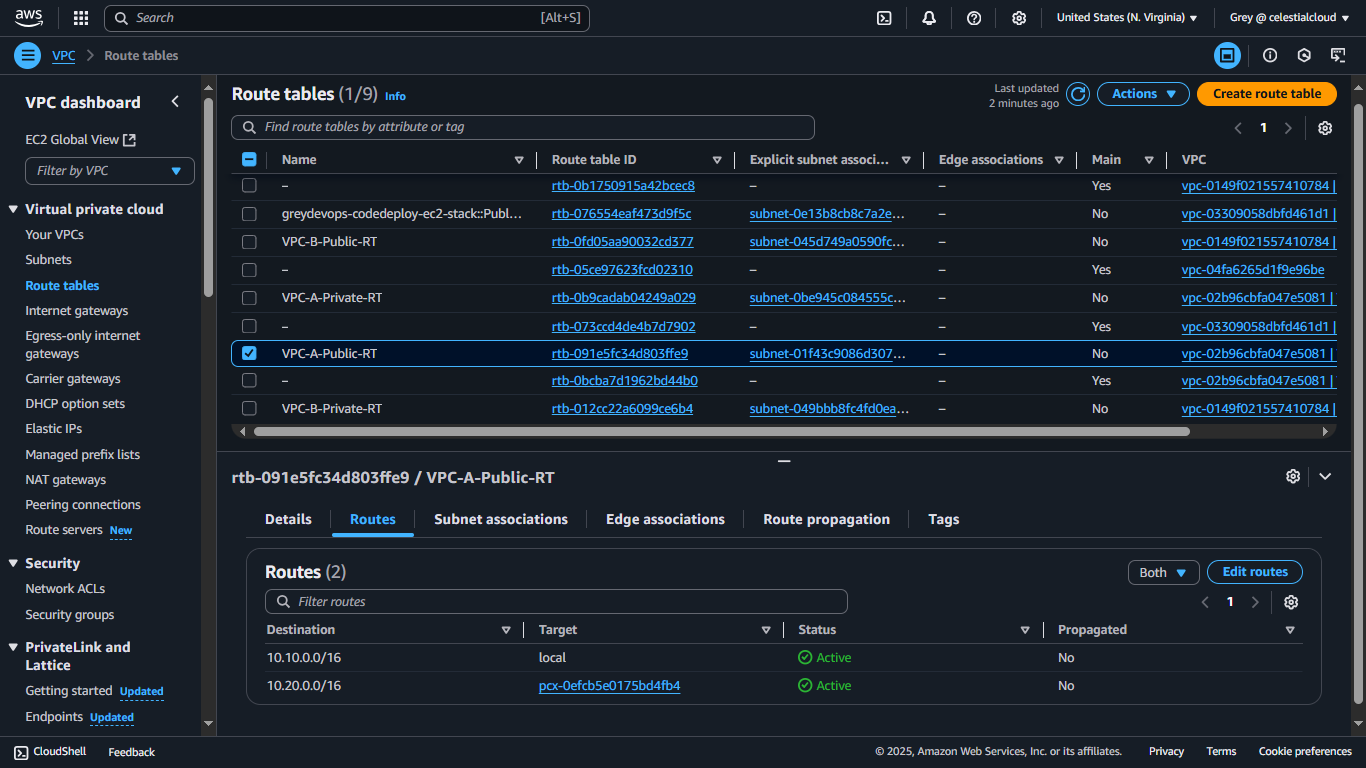 aws Search [Alt+S] United States (N. Virginia) Grey @ celestialcloud
VPC Route tables
VPC dashboard
EC2 Global View
Filter by VPC
Virtual private cloud
Your VPCs
Subnets
Route tables
Internet gateways
Egress-only internet
gateways
Carrier gateways
DHCP option sets
Elastic IPs
Managed prefix lists
NAT gateways
Peering connections
Route servers New
Security
Network ACLs
Security groups
PrivateLink and
Lattice
Getting started Updated
Endpoints Updated
Route tables (1/9) Info
Last updated
2 minutes ago
Actions
Create route table
Find route tables by attribute or tag
1
Name Route table ID Explicit subnet associ... Edge associations Main VPC
– rtb-0b1750915a42bcec8 – – Yes vpc-0149f021557410784 |
greydevops-codedeploy-ec2-stack::Publ... rtb-076554eaf473d9f5c subnet-0e13b8cb8c7a2e... – No vpc-03309058dbfd461d1 |
VPC-B-Public-RT rtb-0fd05aa90032cd377 subnet-045d749a0590fc... – No vpc-0149f021557410784 |
– rtb-05ce97623fcd02310 – – Yes vpc-04fa6265d1f9e96be
VPC-A-Private-RT rtb-0b9cadab04249a029 subnet-0be945c084555c... – No vpc-02b96cbfa047e5081 |
– rtb-073ccd4de4b7d7902 – – Yes vpc-03309058dbfd461d1 |
VPC-A-Public-RT rtb-091e5fc34d803ffe9 subnet-01f43c9086d307... – No vpc-02b96cbfa047e5081 |
– rtb-0bcba7d1962bd44b0 – – Yes vpc-02b96cbfa047e5081 |
VPC-B-Private-RT rtb-012cc22a6099ce6b4 subnet-049bbb8fc4fd0ea... – No vpc-0149f021557410784 |
rtb-091e5fc34d803ffe9 / VPC-A-Public-RT
Details Routes Subnet associations Edge associations Route propagation Tags
Routes (2)
Both
Edit routes
Filter routes
1
Destination Target Status Propagated
10.10.0.0/16 local Active No
10.20.0.0/16 pcx-0efcb5e0175bd4fb4 Active No
CloudShell Feedback © 2025, Amazon Web Services, Inc. or its affiliates. Privacy Terms Cookie preferences